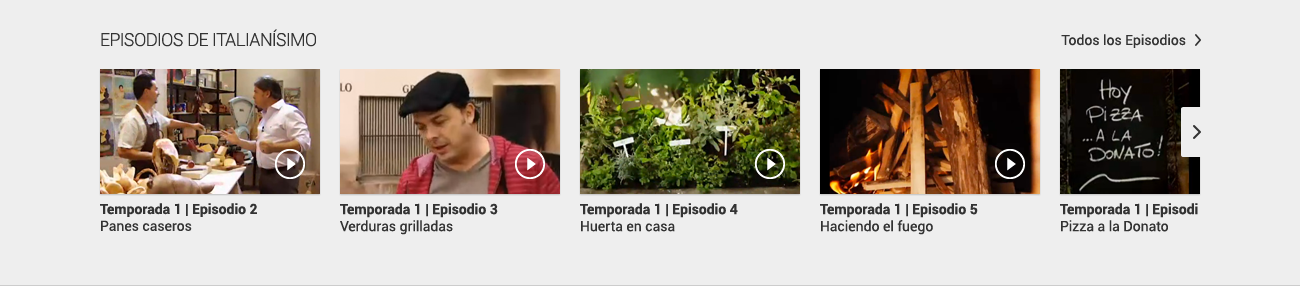 EPISODIOS DE ITALIANÍSIMO
Todos los Episodios
LO
G
Hoy
PIZZA
...A LA
DONATO!
Temporada 1 | Episodio 2
Panes caseros
Temporada 1 | Episodio 3
Verduras grilladas
Temporada 1 | Episodio 4
Huerta en casa
Temporada 1 | Episodio 5
Haciendo el fuego
Temporada 1 | Episodi
Pizza a la Donato